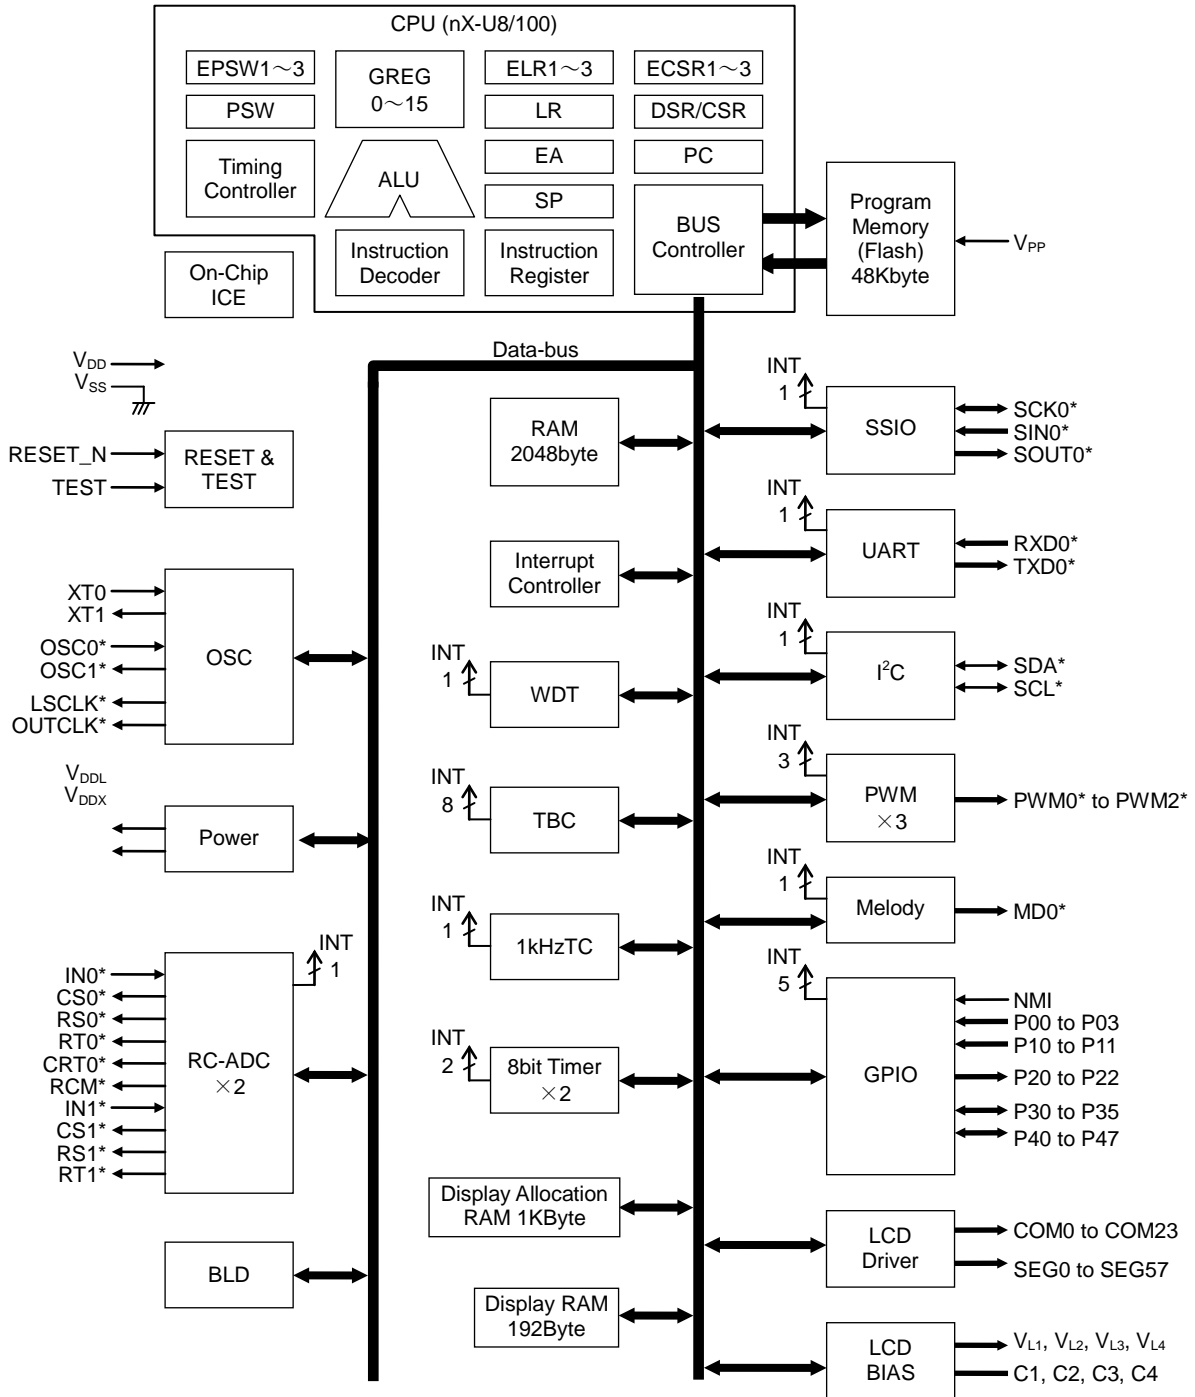 CPU (nX-U8/100)
EPSW1～3
GREG
0～15
ELR1～3
ECSR1～3
PSW
LR
DSR/CSR
Timing
Controller
ALU
EA
PC
SP
BUS
Controller
Program
Memory
(Flash)
48Kbyte
VPP
On-Chip
ICE
Instruction
Decoder
Instruction
Register
VDD
VSS
Data-bus
RESET_N
TEST
RESET &
TEST
RAM
2048byte
INT
1
SSIO
SCK0*
SIN0*
SOUT0*
Interrupt
Controller
INT
1
UART
RXD0*
TXD0*
XT0
XT1
OSC0*
OSC1*
LSCLK*
OUTCLK*
OSC
INT
1
WDT
INT
1
I2C
SDA*
SCL*
VDDL
VDDX
Power
INT
8
TBC
INT
3
PWM
×3
PWM0* to PWM2*
INT
1
1kHzTC
INT
1
Melody
MD0*
IN0*
CS0*
RS0*
RT0*
CRT0*
RCM*
IN1*
CS1*
RS1*
RT1*
RC-ADC
×2
INT
1
INT
2
8bit Timer
×2
INT
5
GPIO
NMI
P00 to P03
P10 to P11
P20 to P22
P30 to P35
P40 to P47
Display Allocation
RAM 1KByte
LCD
Driver
COM0 to COM23
SEG0 to SEG57
BLD
Display RAM
192Byte
LCD
BIAS
VL1, VL2, VL3, VL4
C1, C2, C3, C4